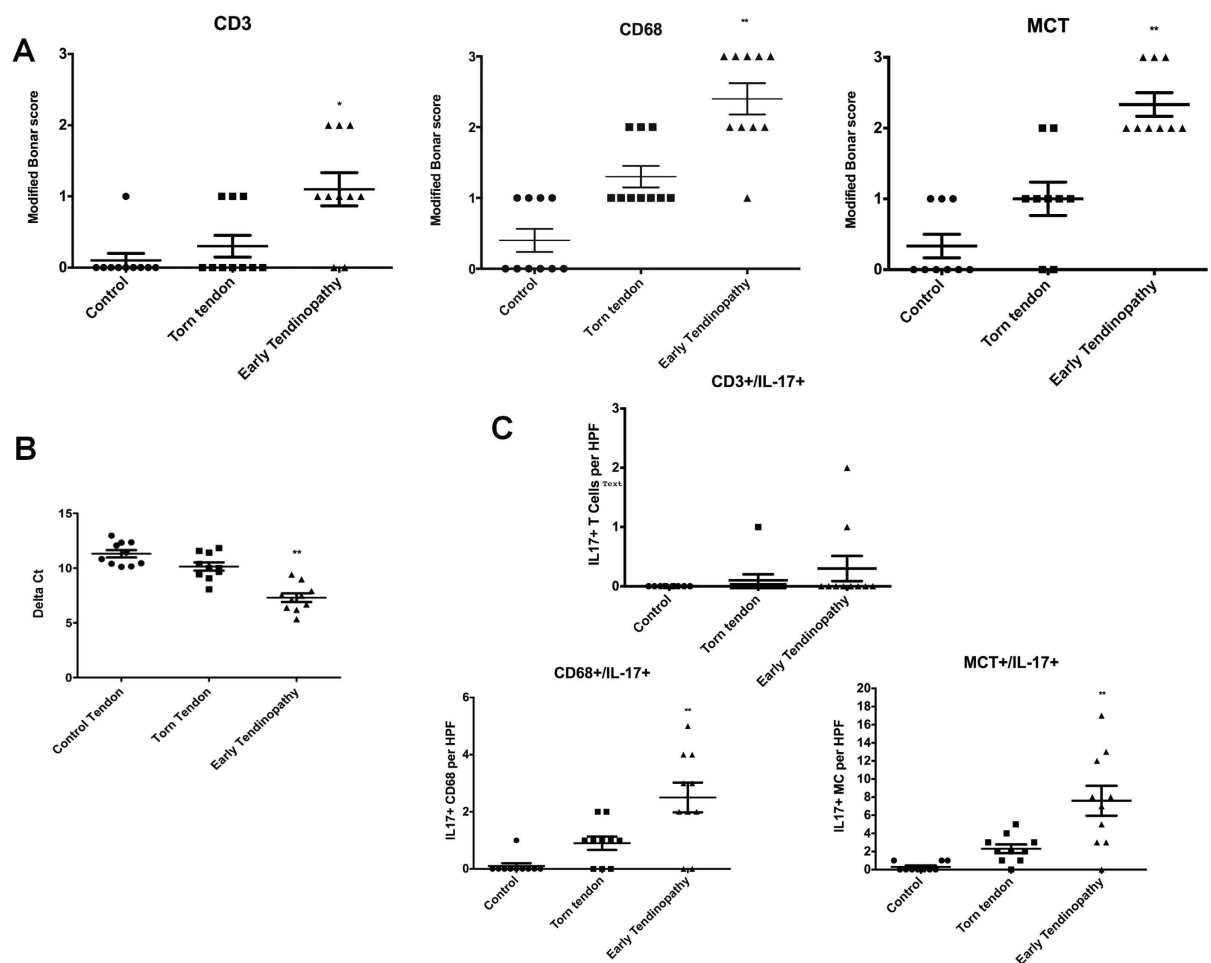 A
CD3
*
Modified Bonar score
3
2
1
0
Control
Torn tendon
Early Tendinopathy
CD68
**
Modified Bonar score
3
2
1
0
Control
Torn tendon
Early Tendinopathy
MCT
**
Modified Bonar score
3
2
1
0
Control
Torn tendon
Early Tendinopathy
B
**
Delta Ct
15
10
5
0
Control Tendon
Torn Tendon
Early Tendinopathy
C
CD3+/IL-17+
IL17+ T Cells per HPF
Text
3
2
1
0
Control
Torn tendon
Early Tendinopathy
CD68+/IL-17+
**
IL17+ CD68 per HPF
6
4
2
0
Control
Torn tendon
Early Tendinopathy
MCT+/IL-17+
**
IL17+ MC per HPF
20
18
16
14
12
10
8
6
4
2
0
Control
Torn tendon
Early Tendinopathy